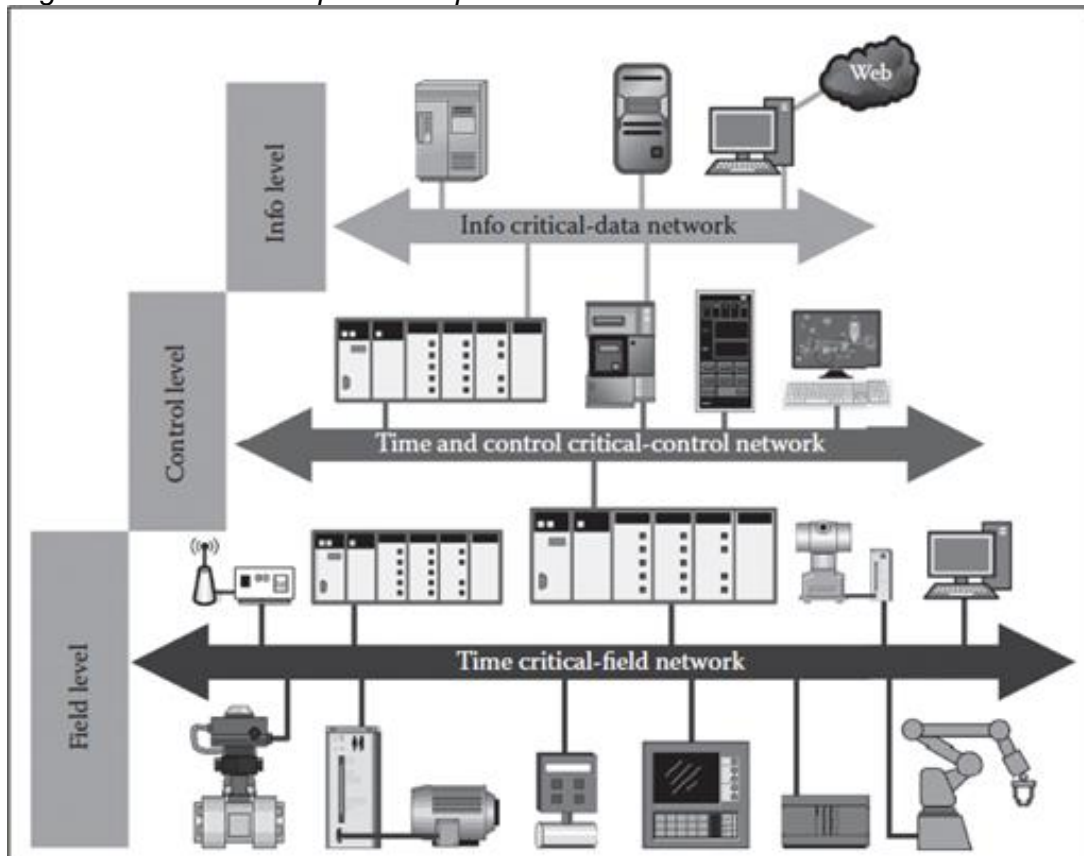 Web
Info level
Info critical-data network
Control level
Time and control critical-control network
Field level
Time critical-field network